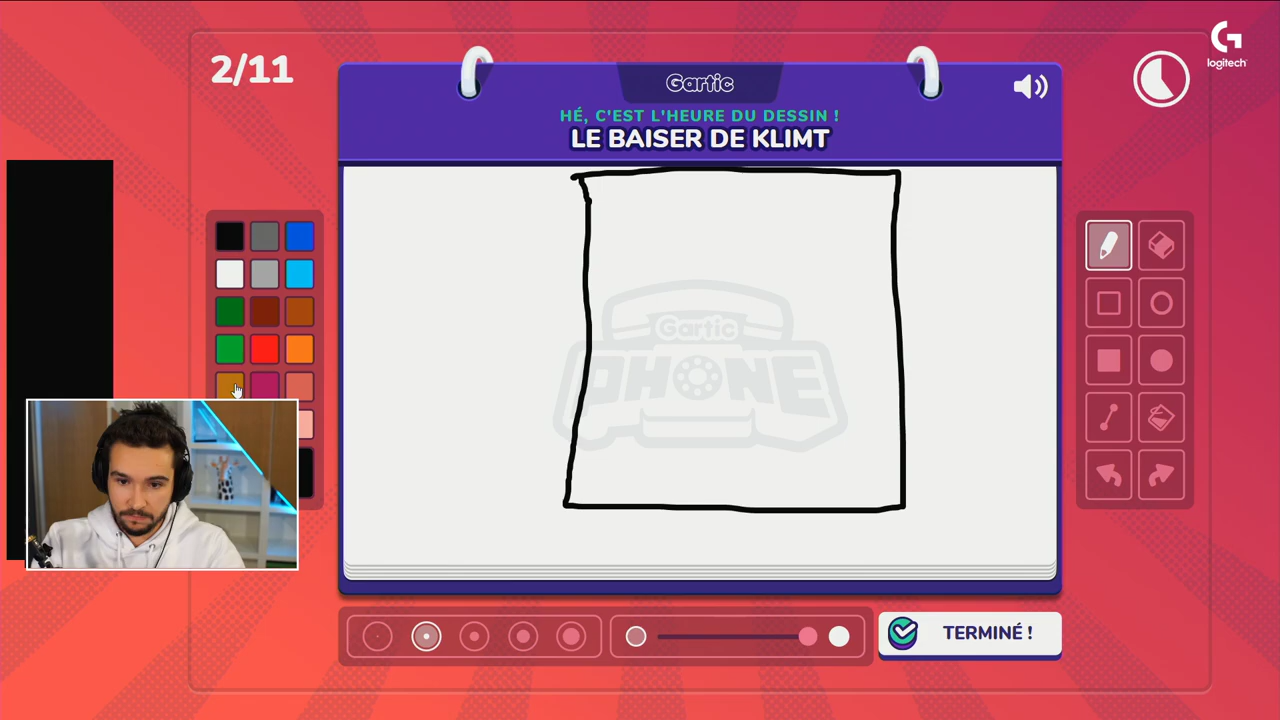 2/11
Gartic
HÉ, C'EST L'HEURE DU DESSIN !
LE BAISER DE KLIMT
logitech
Gartic
PHONE
TERMINÉ !